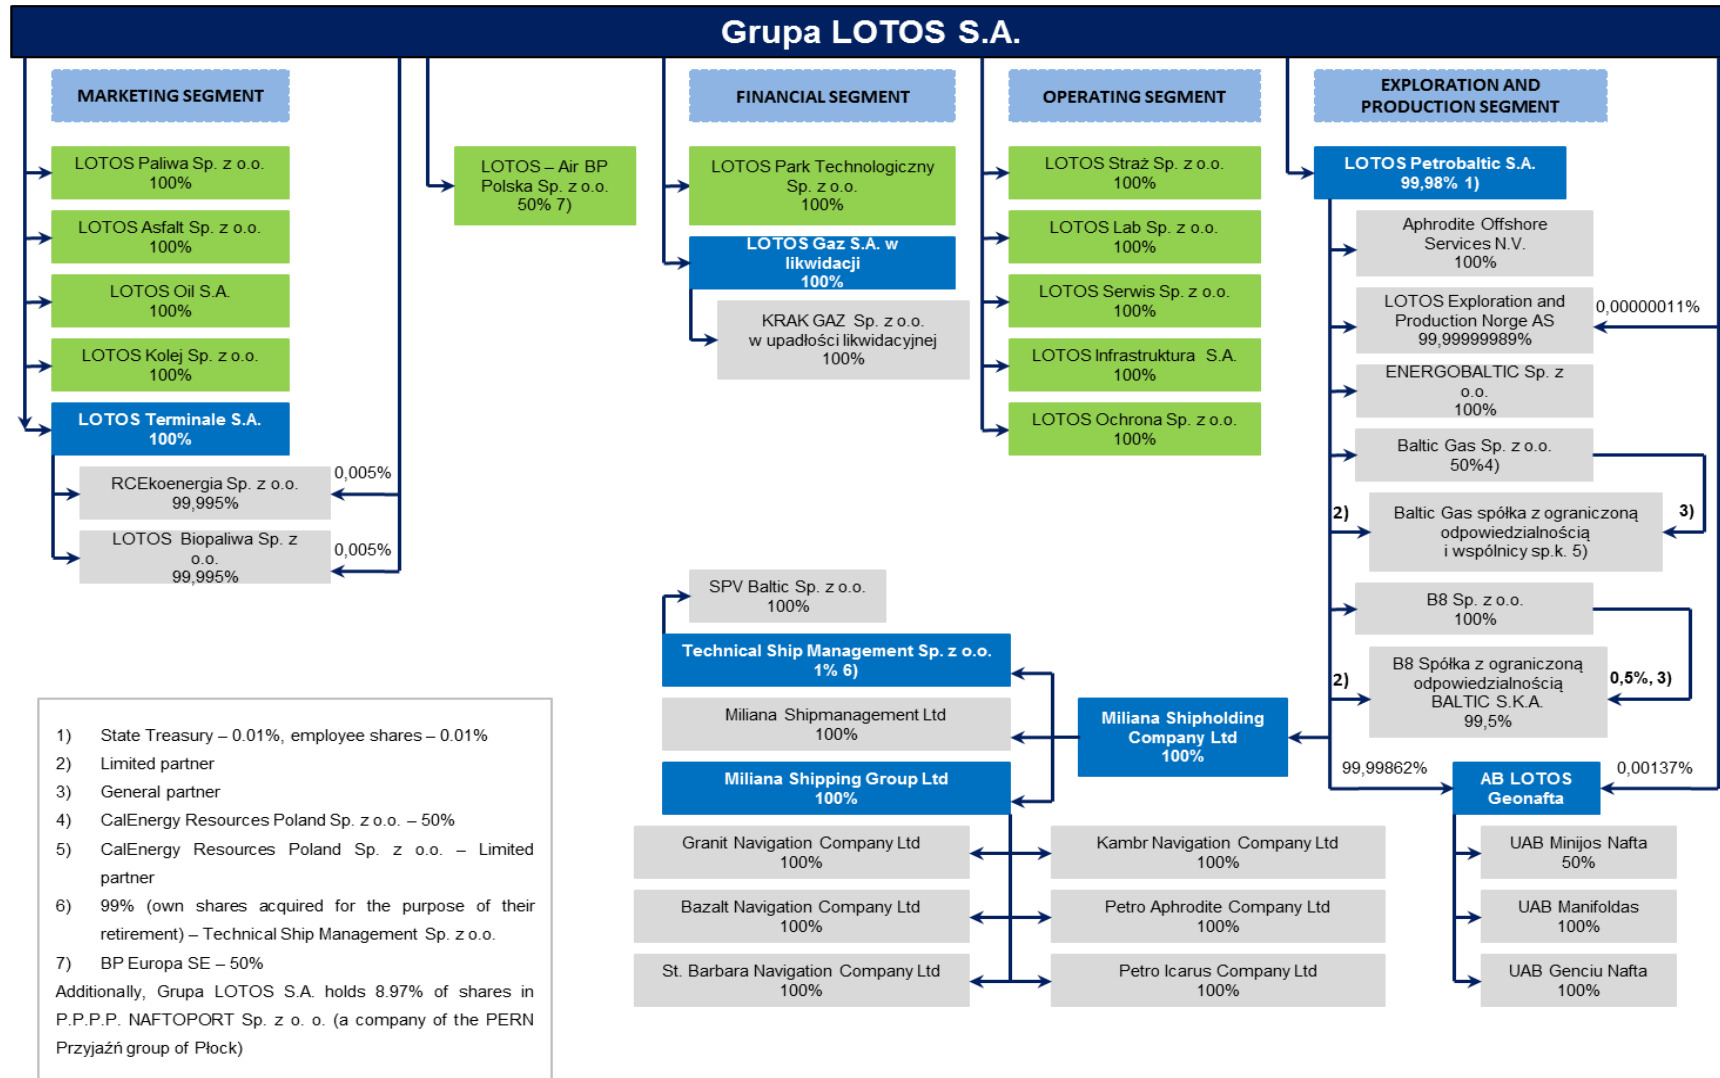 Grupa LOTOS S.A.
MARKETING SEGMENT
LOTOS Paliwa Sp. z o.o.
100%
LOTOS Asfalt Sp. z o.o.
100%
LOTOS Oil S.A.
100%
LOTOS Kolej Sp. z o.o.
100%
LOTOS Terminale S.A.
100%
RCEkoenergia Sp. z o.o.
99,995%
0,005%
LOTOS Biopaliwa Sp. z
o.o.
99,995%
0,005%
LOTOS – Air BP
Polska Sp. z o.o.
50% 7)
FINANCIAL SEGMENT
LOTOS Park Technologiczny
Sp. z o.o.
100%
LOTOS Gaz S.A. w
likwidacji
100%
KRAK GAZ Sp. z o.o.
w upadłości likwidacyjnej
100%
OPERATING SEGMENT
LOTOS Straż Sp. z o.o.
100%
LOTOS Lab Sp. z o.o.
100%
LOTOS Serwis Sp. z o.o.
100%
LOTOS Infrastruktura S.A.
100%
LOTOS Ochrona Sp. z o.o.
100%
EXPLORATION AND
PRODUCTION SEGMENT
LOTOS Petrobaltic S.A.
99,98% 1)
Aphrodite Offshore
Services N.V.
100%
LOTOS Exploration and
Production Norge AS
99,99999989%
0,00000011%
ENERGOBALTIC Sp. z
o.o.
100%
Baltic Gas Sp. z o.o.
50%4)
2)
Baltic Gas spółka z ograniczoną
odpowiedzialnością
i wspólnicy sp.k. 5)
3)
B8 Sp. z o.o.
100%
2)
B8 Spółka z ograniczoną
odpowiedzialnością
BALTIC S.K.A.
99,5%
0,5%, 3)
99,99862%
AB LOTOS
Geonafta
0,00137%
UAB Minijos Nafta
50%
UAB Manifoldas
100%
UAB Genciu Nafta
100%
SPV Baltic Sp. z o.o.
100%
Technical Ship Management Sp. z o.o.
1% 6)
Miliana Shipmanagement Ltd
100%
Miliana Shipping Group Ltd
100%
Miliana Shipholding
Company Ltd
100%
Granit Navigation Company Ltd
100%
Kambr Navigation Company Ltd
100%
Bazalt Navigation Company Ltd
100%
Petro Aphrodite Company Ltd
100%
St. Barbara Navigation Company Ltd
100%
Petro Icarus Company Ltd
100%
1) State Treasury – 0.01%, employee shares – 0.01%
2) Limited partner
3) General partner
4) CalEnergy Resources Poland Sp. z o.o. – 50%
5) CalEnergy Resources Poland Sp. z o.o. – Limited
partner
6) 99% (own shares acquired for the purpose of their
retirement) – Technical Ship Management Sp. z o.o.
7) BP Europa SE – 50%
Additionally, Grupa LOTOS S.A. holds 8.97% of shares in
P.P.P.P. NAFTOPORT Sp. z o. o. (a company of the PERN
Przyjaźń group of Płock)